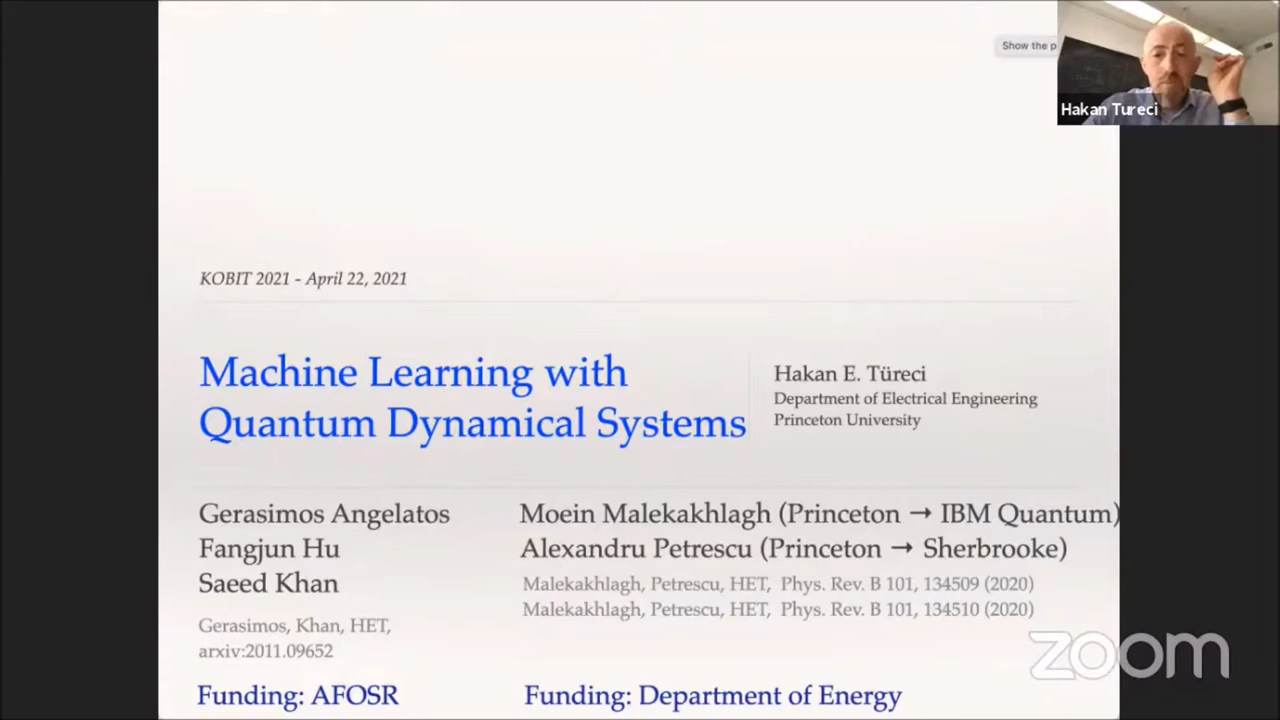 Show the p
Hakan Tureci
KOBIT 2021 - April 22, 2021
Machine Learning with
Quantum Dynamical Systems
Hakan E. Türeci
Department of Electrical Engineering
Princeton University
Gerasimos Angelatos
Fangjun Hu
Saeed Khan
Gerasimos, Khan, HET,
arxiv:2011.09652
Funding: AFOSR
Moein Malekakhlagh (Princeton → IBM Quantum)
Alexandru Petrescu (Princeton → Sherbrooke)
Malekakhlagh, Petrescu, HET, Phys. Rev. B 101, 134509 (2020)
Malekakhlagh, Petrescu, HET, Phys. Rev. B 101, 134510 (2020)
Funding: Department of Energy
zoom